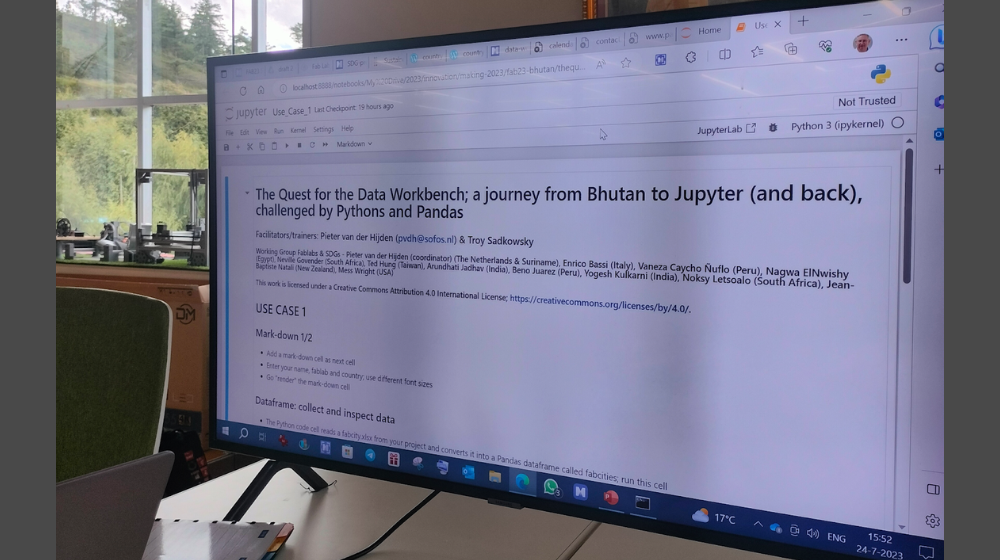 Home
localhost:8888/notebooks/My
innovation/making-2023/fab23-bhutan/thequ...
jupyter Use_Case_1 Last Checkpoint: 19 hours ago
Not Trusted
File Edit View Run Kernel Settings Help
JupyterLab Python 3 (ipykernel)
Markdown
The Quest for the Data Workbench; a journey from Bhutan to Jupyter (and back),
challenged by Pythons and Pandas
Facilitators/trainers: Pieter van der Hijden (pvdh@sofos.nl) & Troy Sadkowsky
Working Group Fablabs & SDGs - Pieter van der Hijden (coordinator) (The Netherlands & Suriname), Enrico Bassi (Italy), Vaneza Caycho Ñuflo (Peru), Nagwa ElNwishy
(Egypt), Neville Govender (South Africa), Ted Hung (Taiwan), Arundhati Jadhav (India), Beno Juarez (Peru), Yogesh Kulkarni (India), Noksy Letsoalo (South Africa), Jean-
Baptiste Natali (New Zealand), Mess Wright (USA)
This work is licensed under a Creative Commons Attribution 4.0 International License; https://creativecommons.org/licenses/by/4.0/.
USE CASE 1
Mark-down 1/2
Add a mark-down cell as next cell
Enter your name, fablab and country; use different font sizes
Go "render" the mark-down cell
Dataframe: collect and inspect data
The Python code cell reads a fabcity.xlsx from your project and converts it into a Pandas dataframe called fabcities; run this cell
17°C
ENG
15:52
24-7-2023